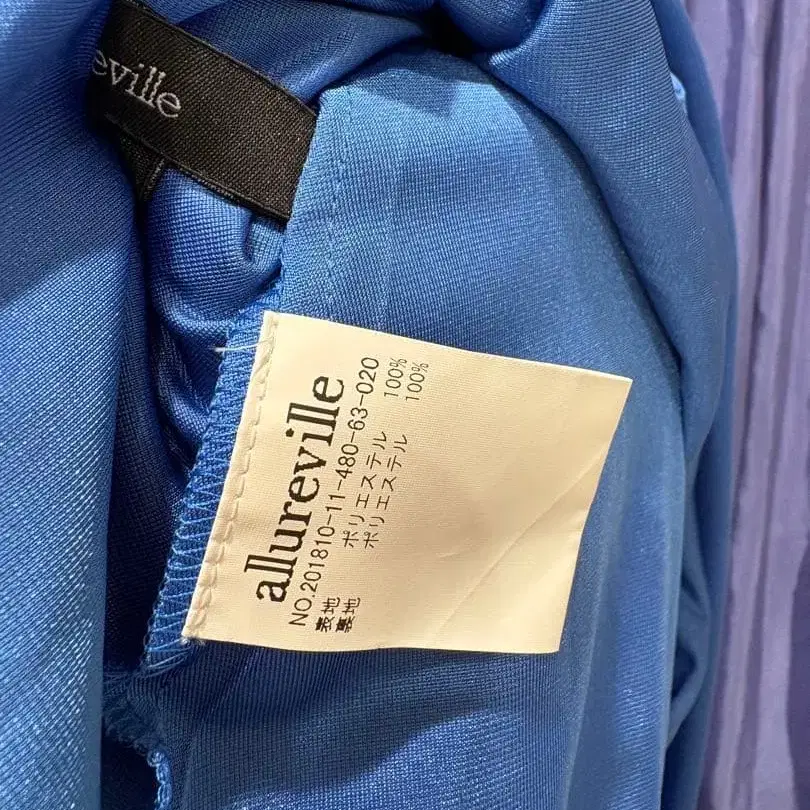 eville
allureville
NO.201810-11-480-63-020
表地 ポリエステル 100%
裏地 ポリエステル 100%